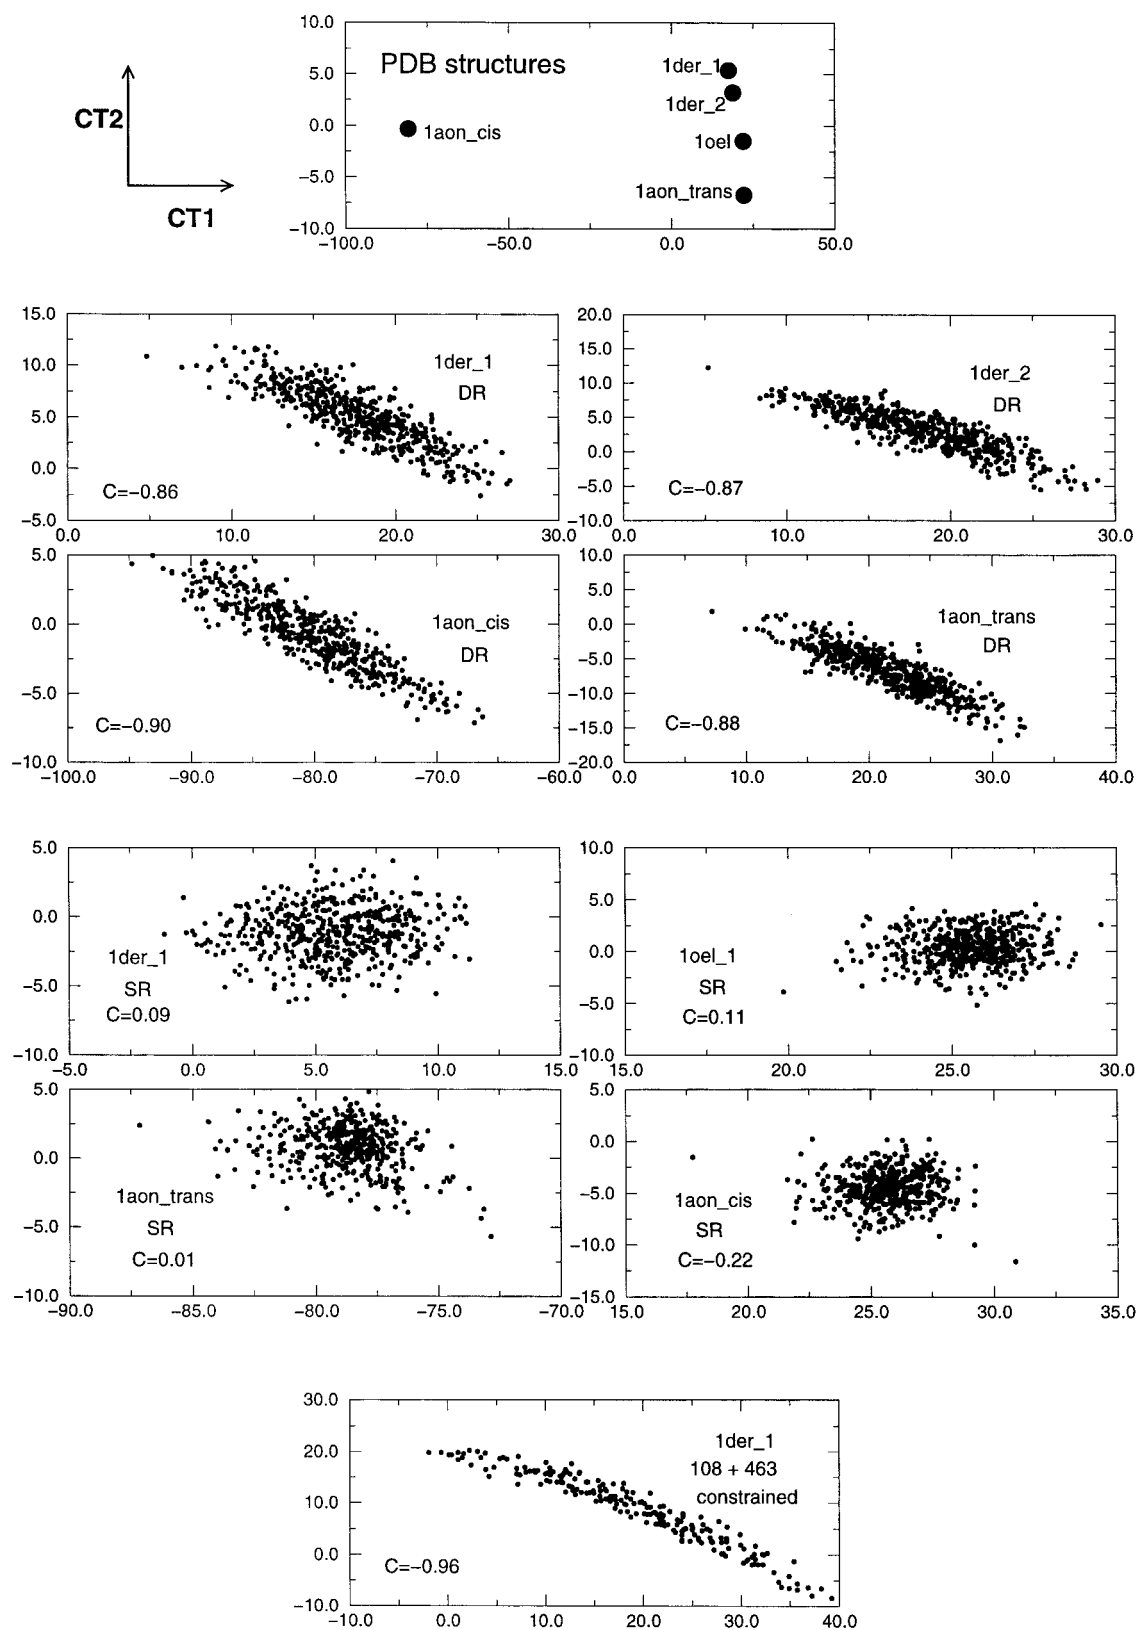 10.0
5.0
0.0
−5.0
−10.0
PDB structures
1der_1
1der_2
1aon_cis
1oel
1aon_trans
−100.0 −50.0 0.0 50.0
CT2
CT1
15.0
10.0
5.0
0.0
−5.0
1der_1
DR
C=−0.86
0.0 10.0 20.0 30.0
20.0
15.0
10.0
5.0
0.0
−5.0
−10.0
1der_2
DR
C=−0.87
0.0 10.0 20.0 30.0
5.0
0.0
−5.0
−10.0
1aon_cis
DR
C=−0.90
−100.0 −90.0 −80.0 −70.0 −60.0
10.0
5.0
0.0
−5.0
−10.0
−15.0
−20.0
1aon_trans
DR
C=−0.88
0.0 10.0 20.0 30.0 40.0
5.0
0.0
−5.0
−10.0
1der_1
SR
C=0.09
−5.0 0.0 5.0 10.0 15.0
10.0
5.0
0.0
−5.0
−10.0
1oel_1
SR
C=0.11
15.0 20.0 25.0 30.0
5.0
0.0
−5.0
−10.0
1aon_trans
SR
C=0.01
−90.0 −85.0 −80.0 −75.0 −70.0
5.0
0.0
−5.0
−10.0
−15.0
1aon_cis
SR
C=−0.22
15.0 20.0 25.0 30.0 35.0
30.0
20.0
10.0
0.0
−10.0
1der_1
108 + 463
constrained
C=−0.96
−10.0 0.0 10.0 20.0 30.0 40.0